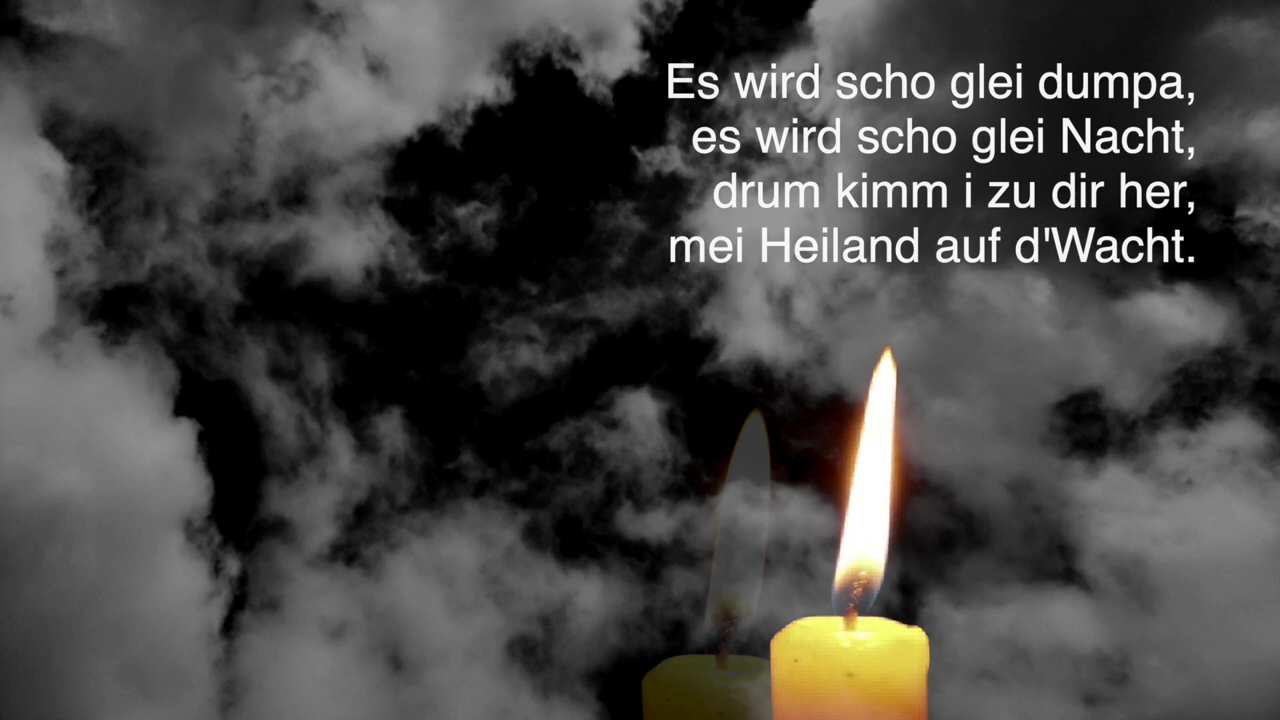 Es wird scho glei dumpa,
es wird scho glei Nacht,
drum kimm i zu dir her,
mei Heiland auf d'Wacht.